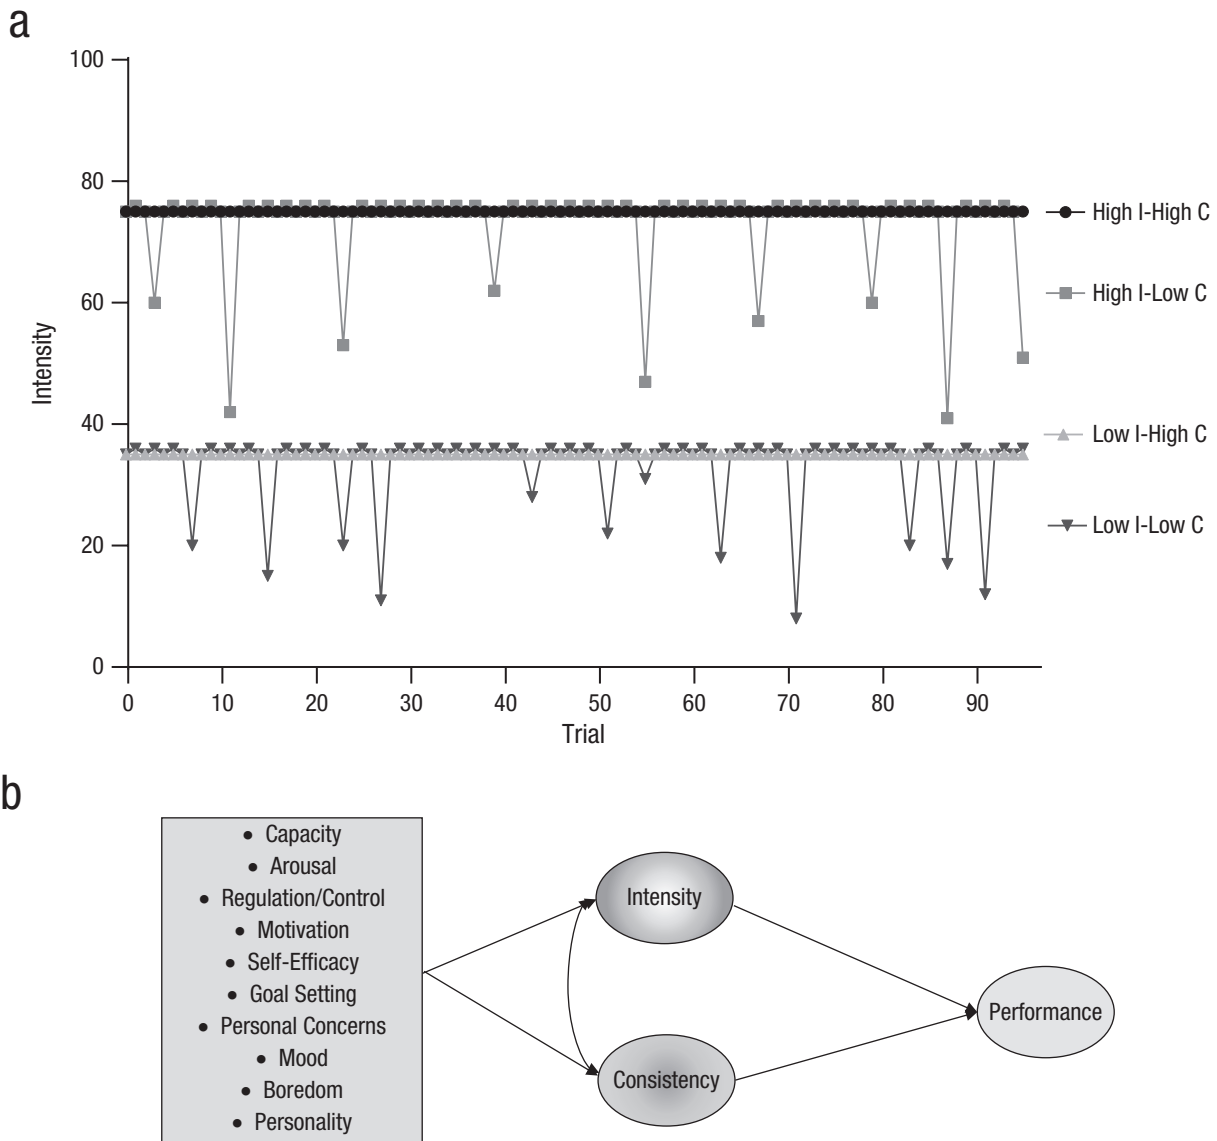 a
100
80
60
40
20
0
Intensity
0 10 20 30 40 50 60 70 80 90
Trial
High I-High C
High I-Low C
Low I-High C
Low I-Low C
b
• Capacity
• Arousal
• Regulation/Control
• Motivation
• Self-Efficacy
• Goal Setting
• Personal Concerns
• Mood
• Boredom
• Personality
Intensity
Consistency
Performance